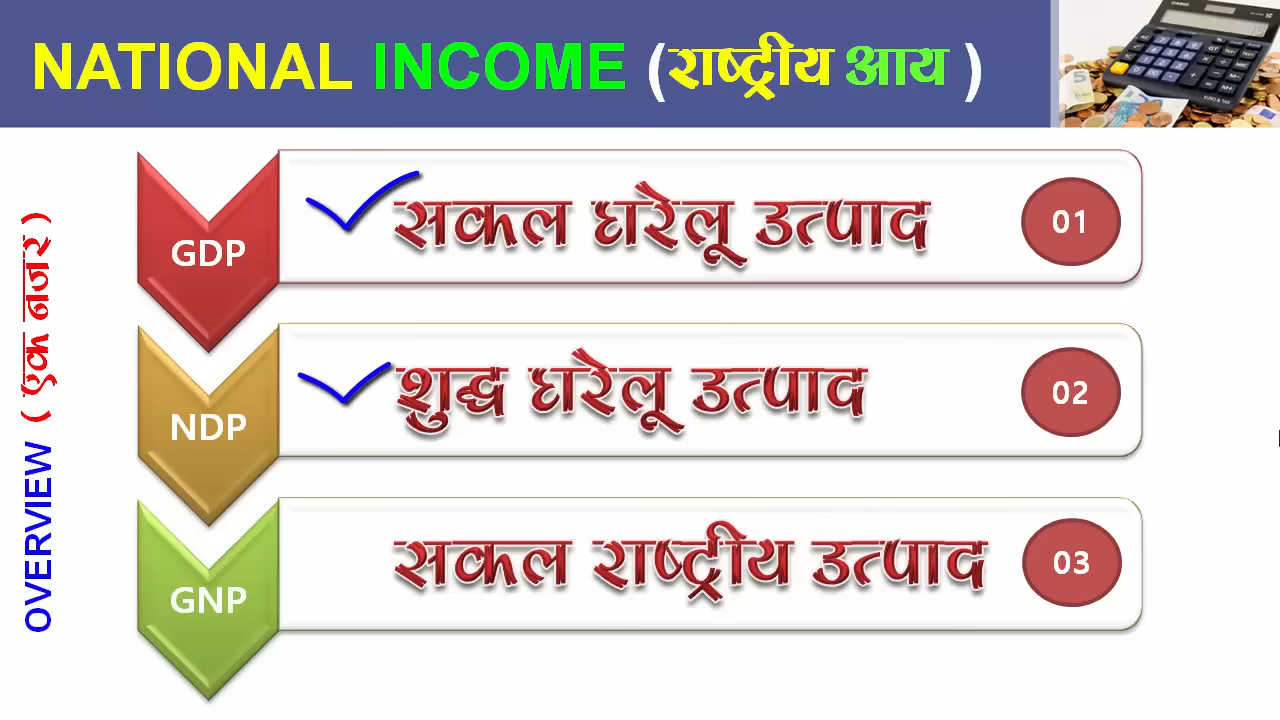 NATIONAL INCOME (राष्ट्रीय आय )
OVERVIEW ( एक नजर )
GDP
सकल घरेलू उत्पाद
01
NDP
शुद्ध घरेलू उत्पाद
02
GNP
सकल राष्ट्रीय उत्पाद
03